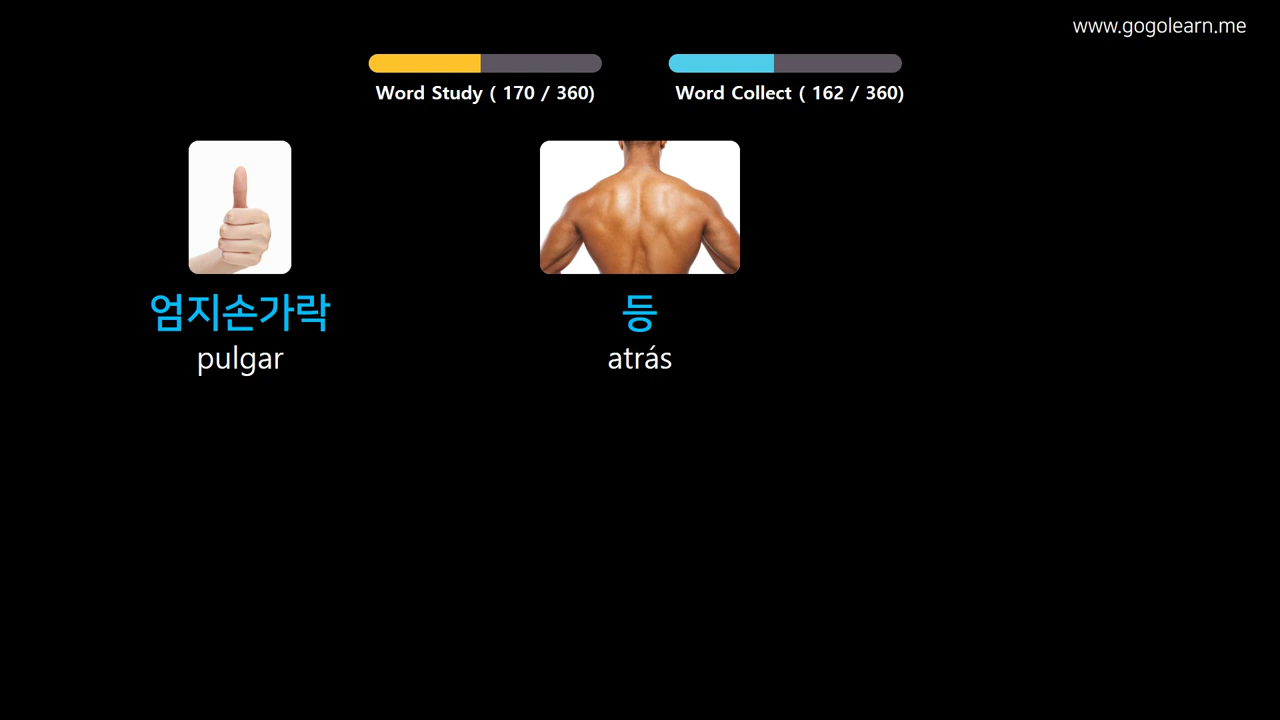 www.gogolearn.me
Word Study ( 170 / 360)
Word Collect ( 162 / 360)
엄지손가락
pulgar
등
atrás